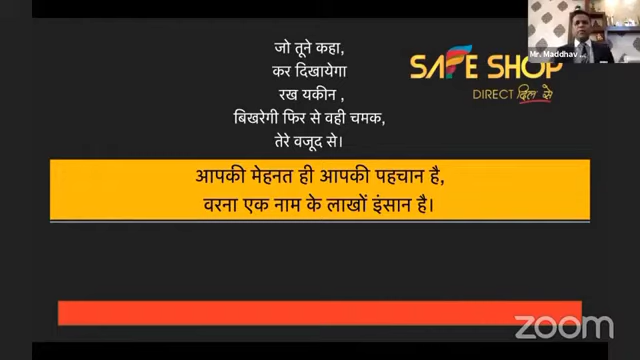 जो तूने कहा,
कर दिखायेगा
रख यकीन ,
बिखरेगी फिर से वही चमक,
तेरे वजूद से।
SAFE SHOP
DIRECT दिल से
आपकी मेहनत ही आपकी पहचान है,
वरना एक नाम के लाखों इंसान है।
Mr. Maddhav
zoom